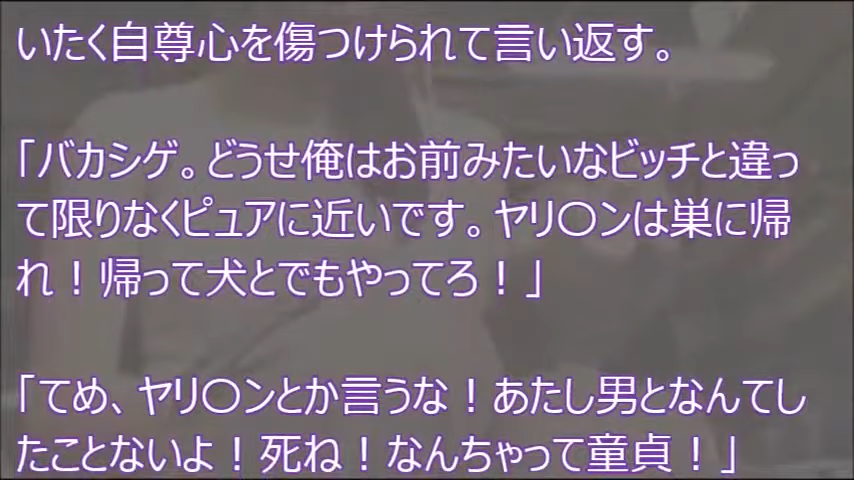 いたく自尊心を傷つけられて言い返す。
「バカシゲ。どうせ俺はお前みたいなビッチと違っ
て限りなくピュアに近いです。ヤリ〇ンは巣に帰
れ！帰って犬とでもやってろ！」
「てめ、ヤリ〇ンとか言うな！あたし男となんてし
たことないよ！死ね！なんちゃって童貞！」